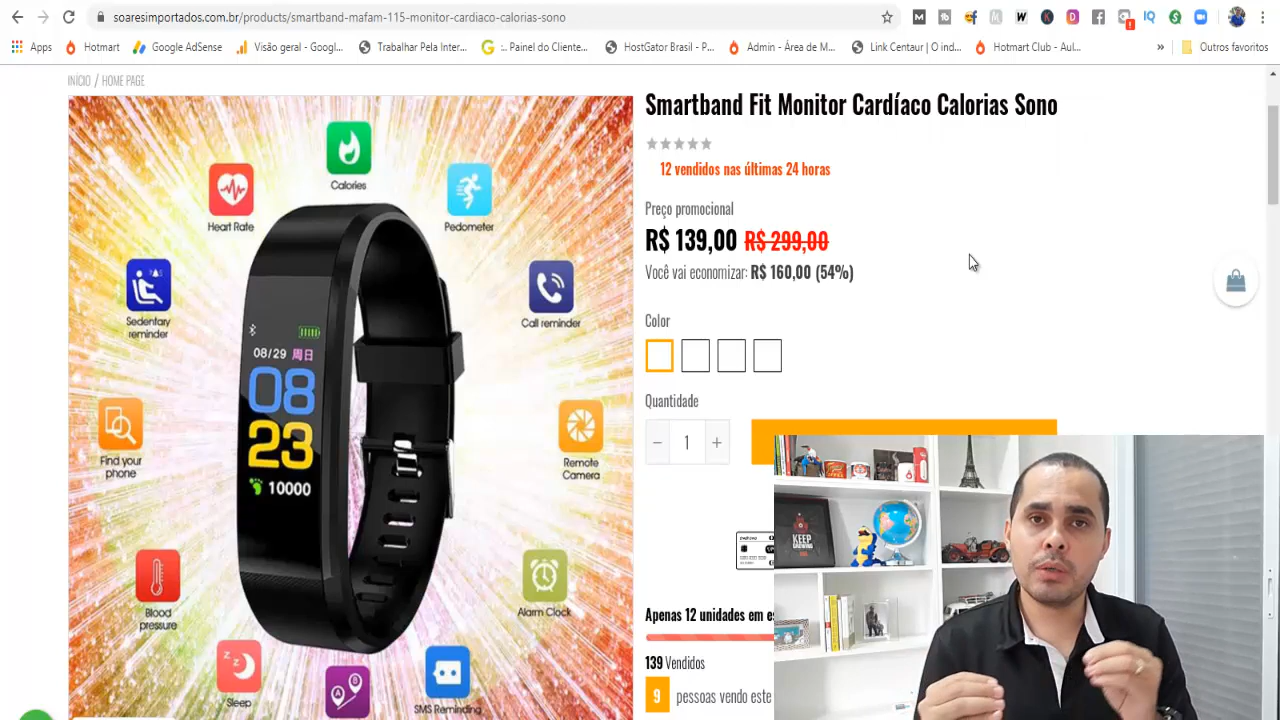 soaresimportados.com.br/products/smartband-mafam-115-monitor-cardiaco-calorias-sono
Apps
Hotmart
Google AdSense
Visão geral - Googl...
Trabalhar Pela Inter...
.: Painel do Cliente...
HostGator Brasil - P...
Admin - Área de M...
Link Centaur | O ind...
Hotmart Club - Aul...
»
Outros favoritos
INÍCIO / HOME PAGE
Smartband Fit Monitor Cardíaco Calorias Sono
12 vendidos nas últimas 24 horas
Preço promocional
R$ 139,00 R$ 299,00
Você vai economizar: R$ 160,00 (54%)
Color
Quantidade
− 1 +
Apenas 12 unidades em es
139 Vendidos
9 pessoas vendo este
Calories
Heart Rate
Pedometer
Sedentary
reminder
Call reminder
08/29 周日
08
23
10000
Find your
phone
Remote
Camera
Blood
pressure
Alarm Clock
Sleep
SMS Reminding
KEEP
GROWING